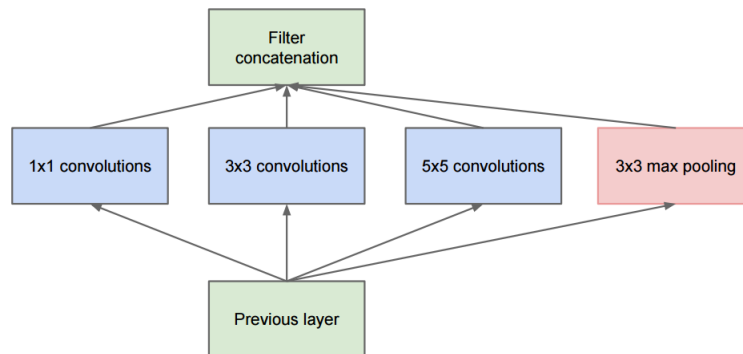 Filter
concatenation
1x1 convolutions
3x3 convolutions
5x5 convolutions
3x3 max pooling
Previous layer